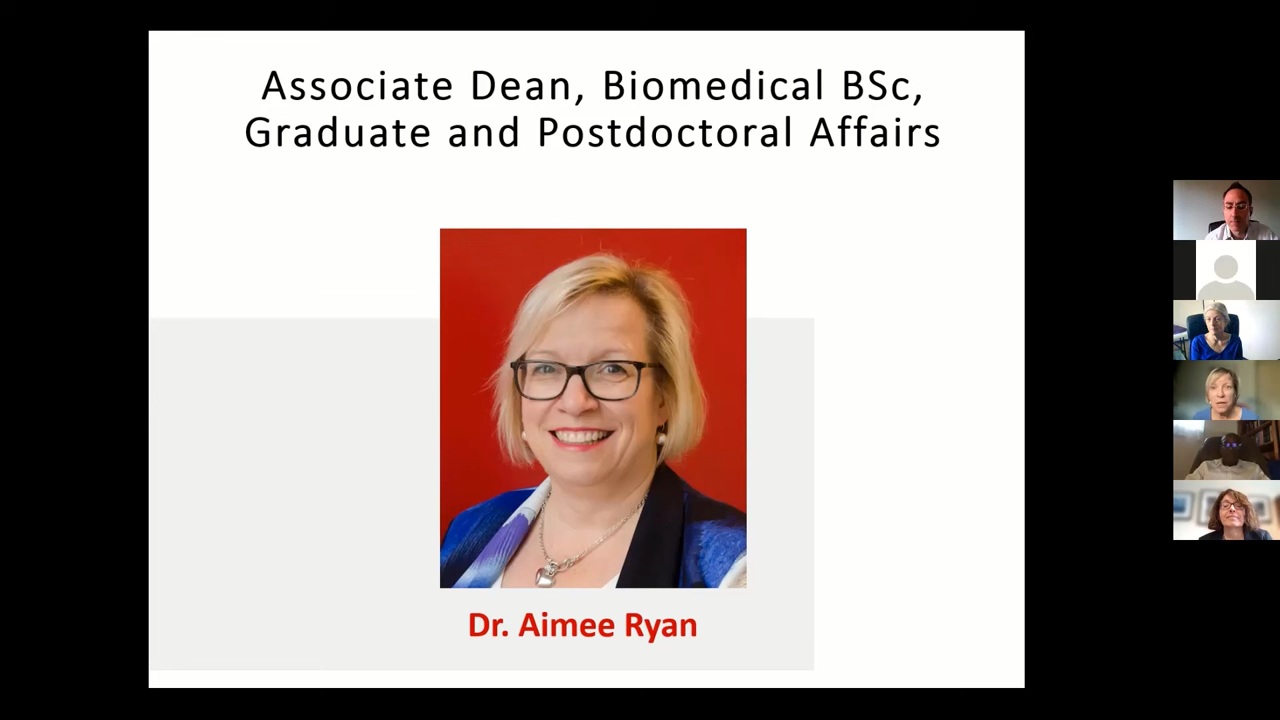 Associate Dean, Biomedical BSc,
Graduate and Postdoctoral Affairs
Dr. Aimee Ryan